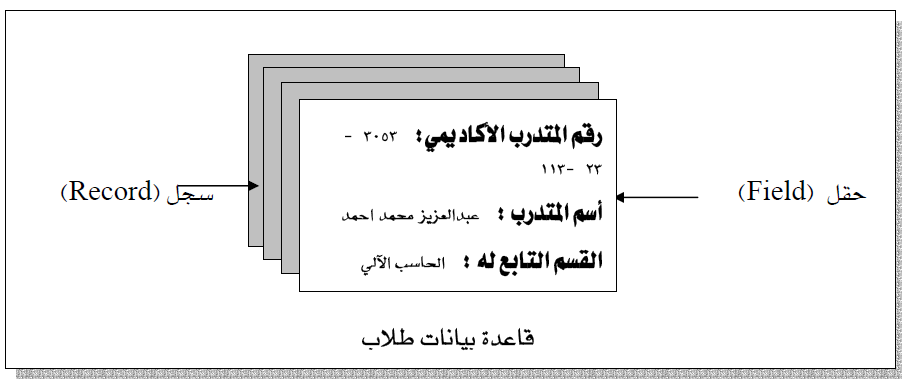 رقم المتدرب الأكاديمي: ٣٠٥٣ -
٢٣ -١١٣
حقل (Field)
سجل (Record)
أسم المتدرب : عبدالعزيز محمد احمد
القسم التابع له : الحاسب الآلي
قاعدة بيانات طلاب